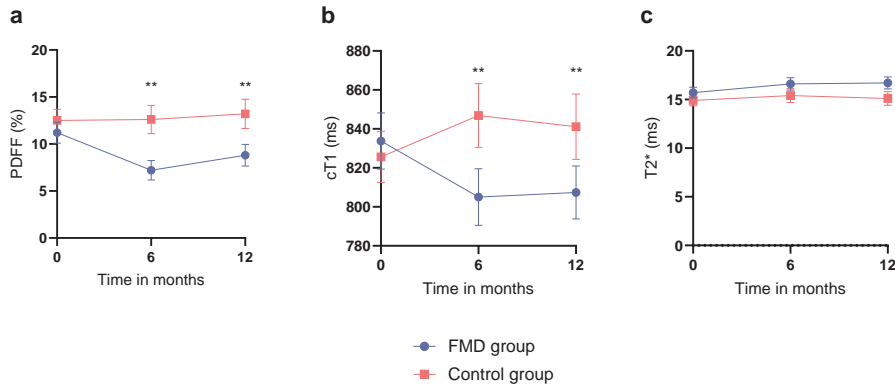 a
PDFF (%)
20
15
10
5
0
** **
0 6 12
Time in months
b
cT1 (ms)
880
860
840
820
800
780
** **
0 6 12
Time in months
c
T2* (ms)
20
15
10
5
0
0 6 12
Time in months
FMD group
Control group